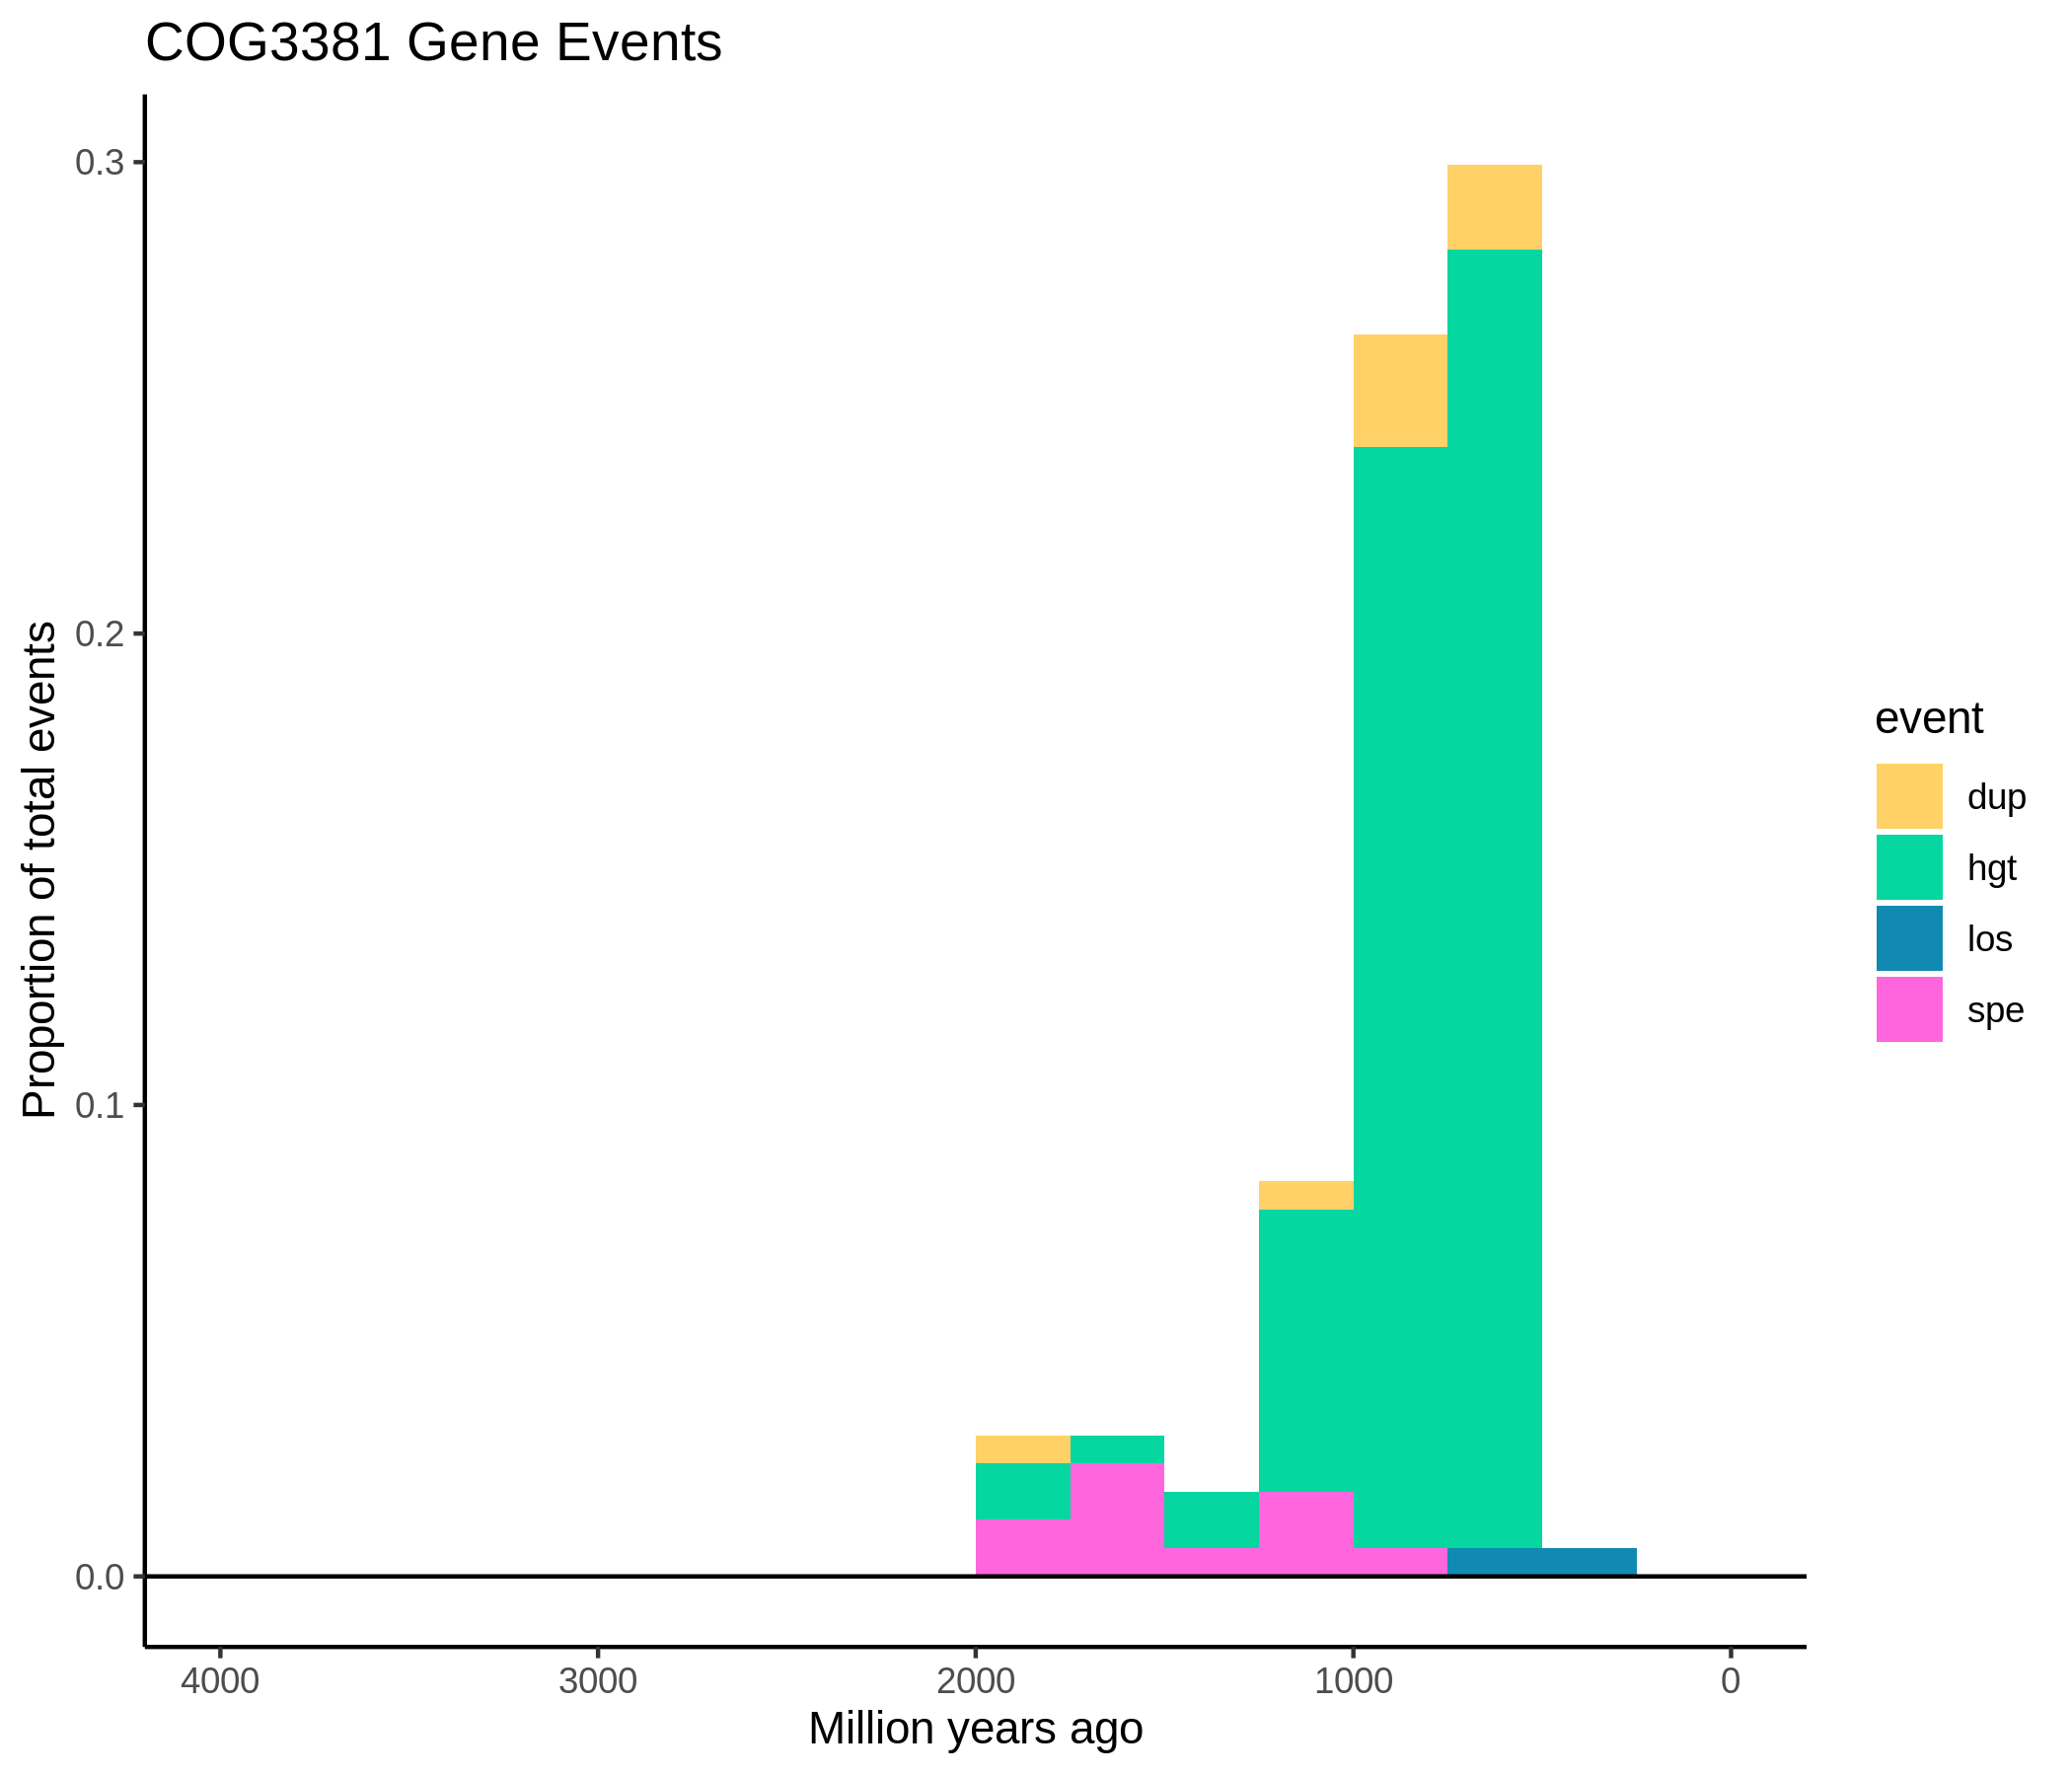 COG3381 Gene Events
Proportion of total events
0.3
0.2
0.1
0.0
4000 3000 2000 1000 0
Million years ago
event
dup
hgt
los
spe